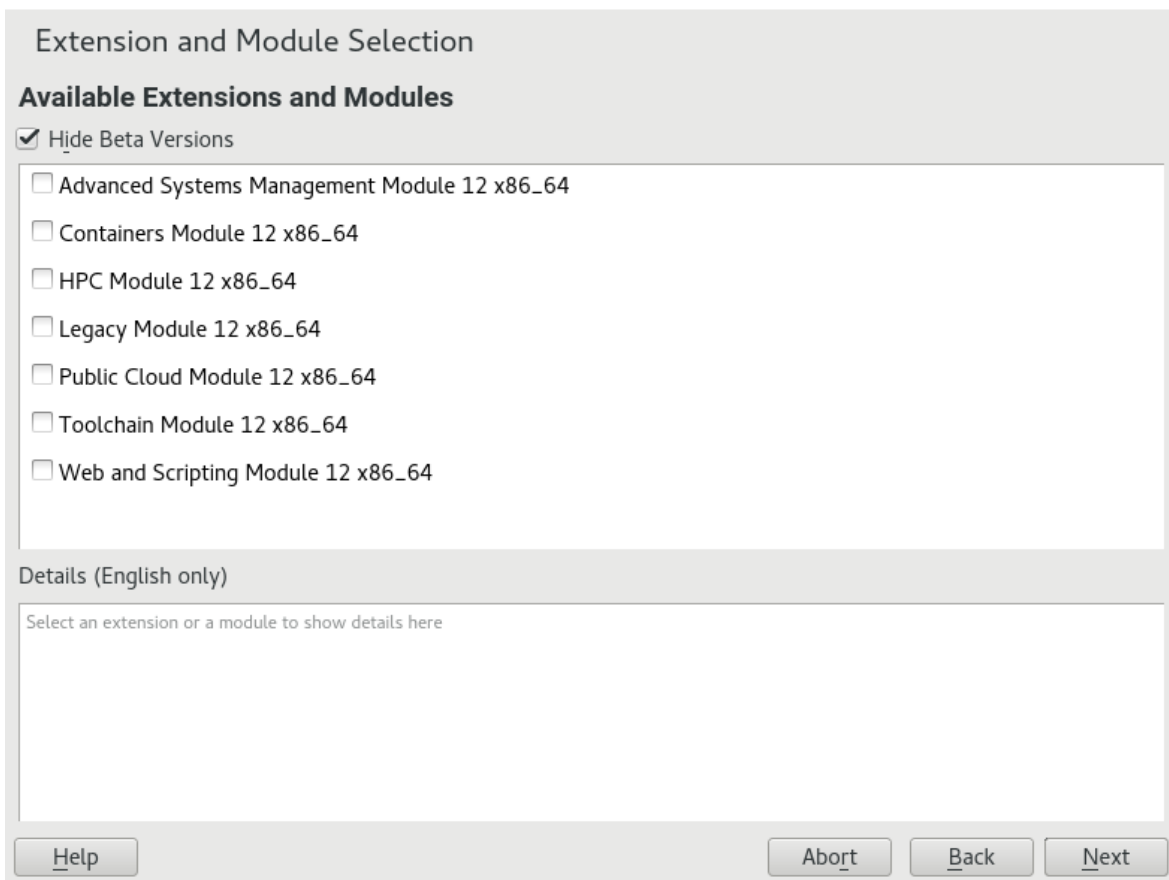 Extension and Module Selection
Available Extensions and Modules
Hide Beta Versions
Advanced Systems Management Module 12 x86_64
Containers Module 12 x86_64
HPC Module 12 x86_64
Legacy Module 12 x86_64
Public Cloud Module 12 x86_64
Toolchain Module 12 x86_64
Web and Scripting Module 12 x86_64
Details (English only)
Select an extension or a module to show details here
Help Abort Back Next